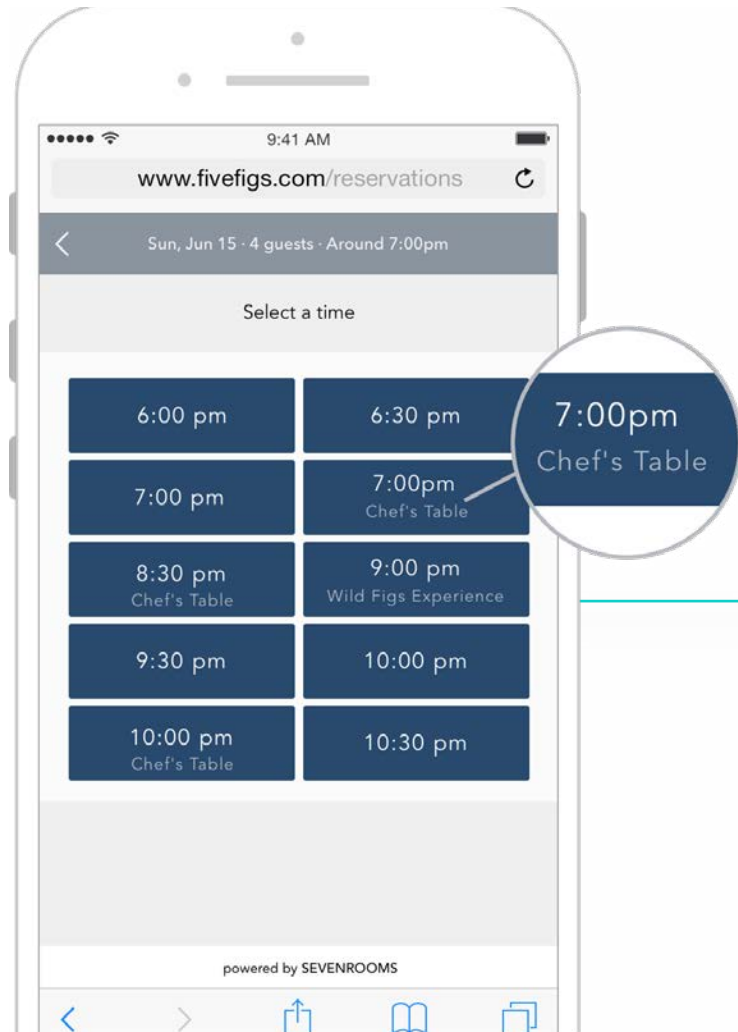 9:41 AM
www.fivefigs.com/reservations
Sun, Jun 15 · 4 guests · Around 7:00pm
Select a time
6:00 pm
6:30 pm
7:00 pm
7:00pm
Chef's Table
7:00pm
Chef's Table
8:30 pm
Chef's Table
9:00 pm
Wild Figs Experience
9:30 pm
10:00 pm
10:00 pm
Chef's Table
10:30 pm
powered by SEVENROOMS